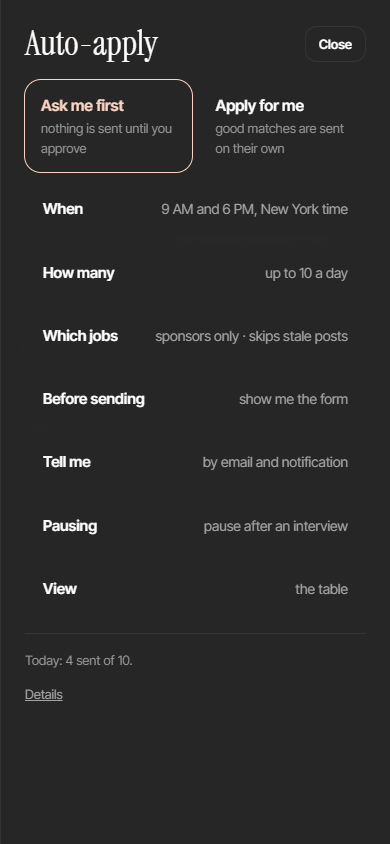 Auto-apply
Close
Ask me first
nothing is sent until you
approve
Apply for me
good matches are sent
on their own
When 9 AM and 6 PM, New York time
How many up to 10 a day
Which jobs sponsors only · skips stale posts
Before sending show me the form
Tell me by email and notification
Pausing pause after an interview
View the table
Today: 4 sent of 10.
Details